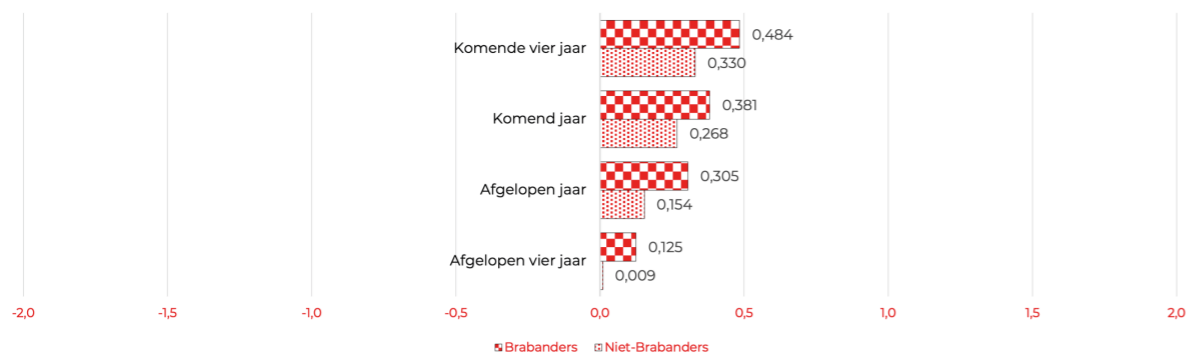 Komende vier jaar
0,484
0,330
Komend jaar
0,381
0,268
Afgelopen jaar
0,305
0,154
Afgelopen vier jaar
0,125
0,009
-2,0 -1,5 -1,0 -0,5 0,0 0,5 1,0 1,5 2,0
Brabanders Niet-Brabanders